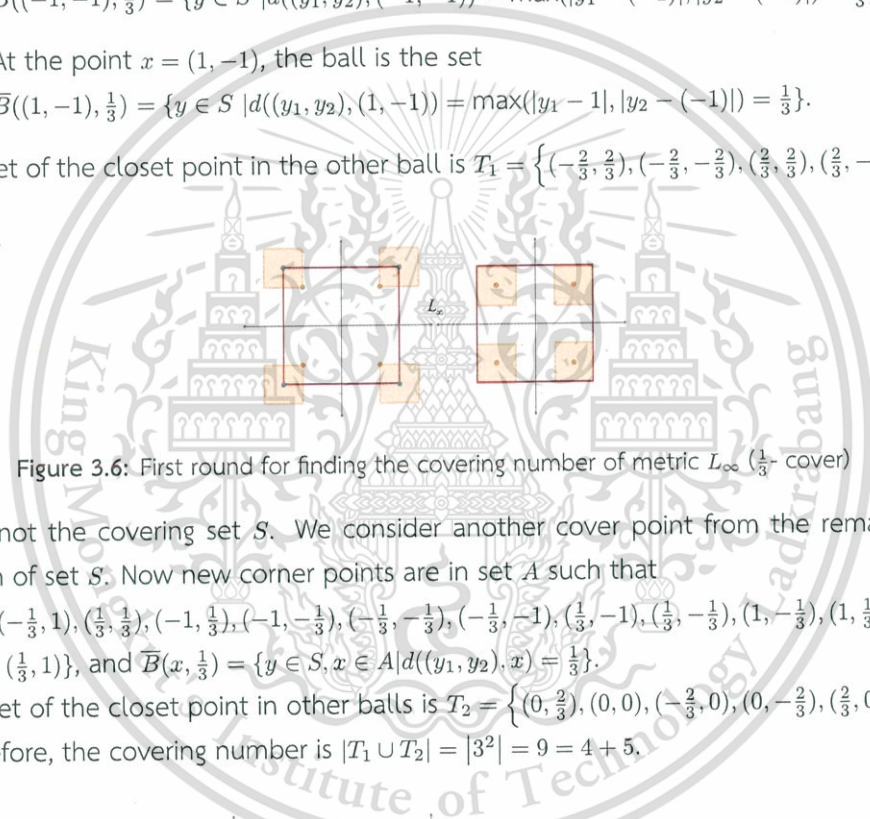 At the point x = (1, −1), the ball is the set
B̅((1, −1), 1/3) = {y ∈ S |d((y₁, y₂), (1, −1)) = max(|y₁ − 1|, |y₂ − (−1)|) = 1/3}.
et of the closet point in the other ball is T₁ = {(−2/3, 2/3), (−2/3, −2/3), (2/3, 2/3), (2/3, −
L∞
Figure 3.6: First round for finding the covering number of metric L∞ (1/3- cover)
not the covering set S. We consider another cover point from the rema
of set S. Now new corner points are in set A such that
(−1/3, 1), (1/3, 1/3), (−1, 1/3), (−1, −1/3), (−1/3, −1/3), (−1/3, −1), (1/3, −1), (1/3, −1/3), (1, −1/3), (1, 1/3
(1/3, 1)}, and B̅(x, 1/3) = {y ∈ S, x ∈ A|d((y₁, y₂), x) = 1/3}.
et of the closet point in other balls is T₂ = {(0, 2/3), (0, 0), (−2/3, 0), (0, −2/3), (2/3, 0
fore, the covering number is |T₁ ∪ T₂| = |3²| = 9 = 4 + 5.
King Mongkut's Institute of Technology Ladkrabang